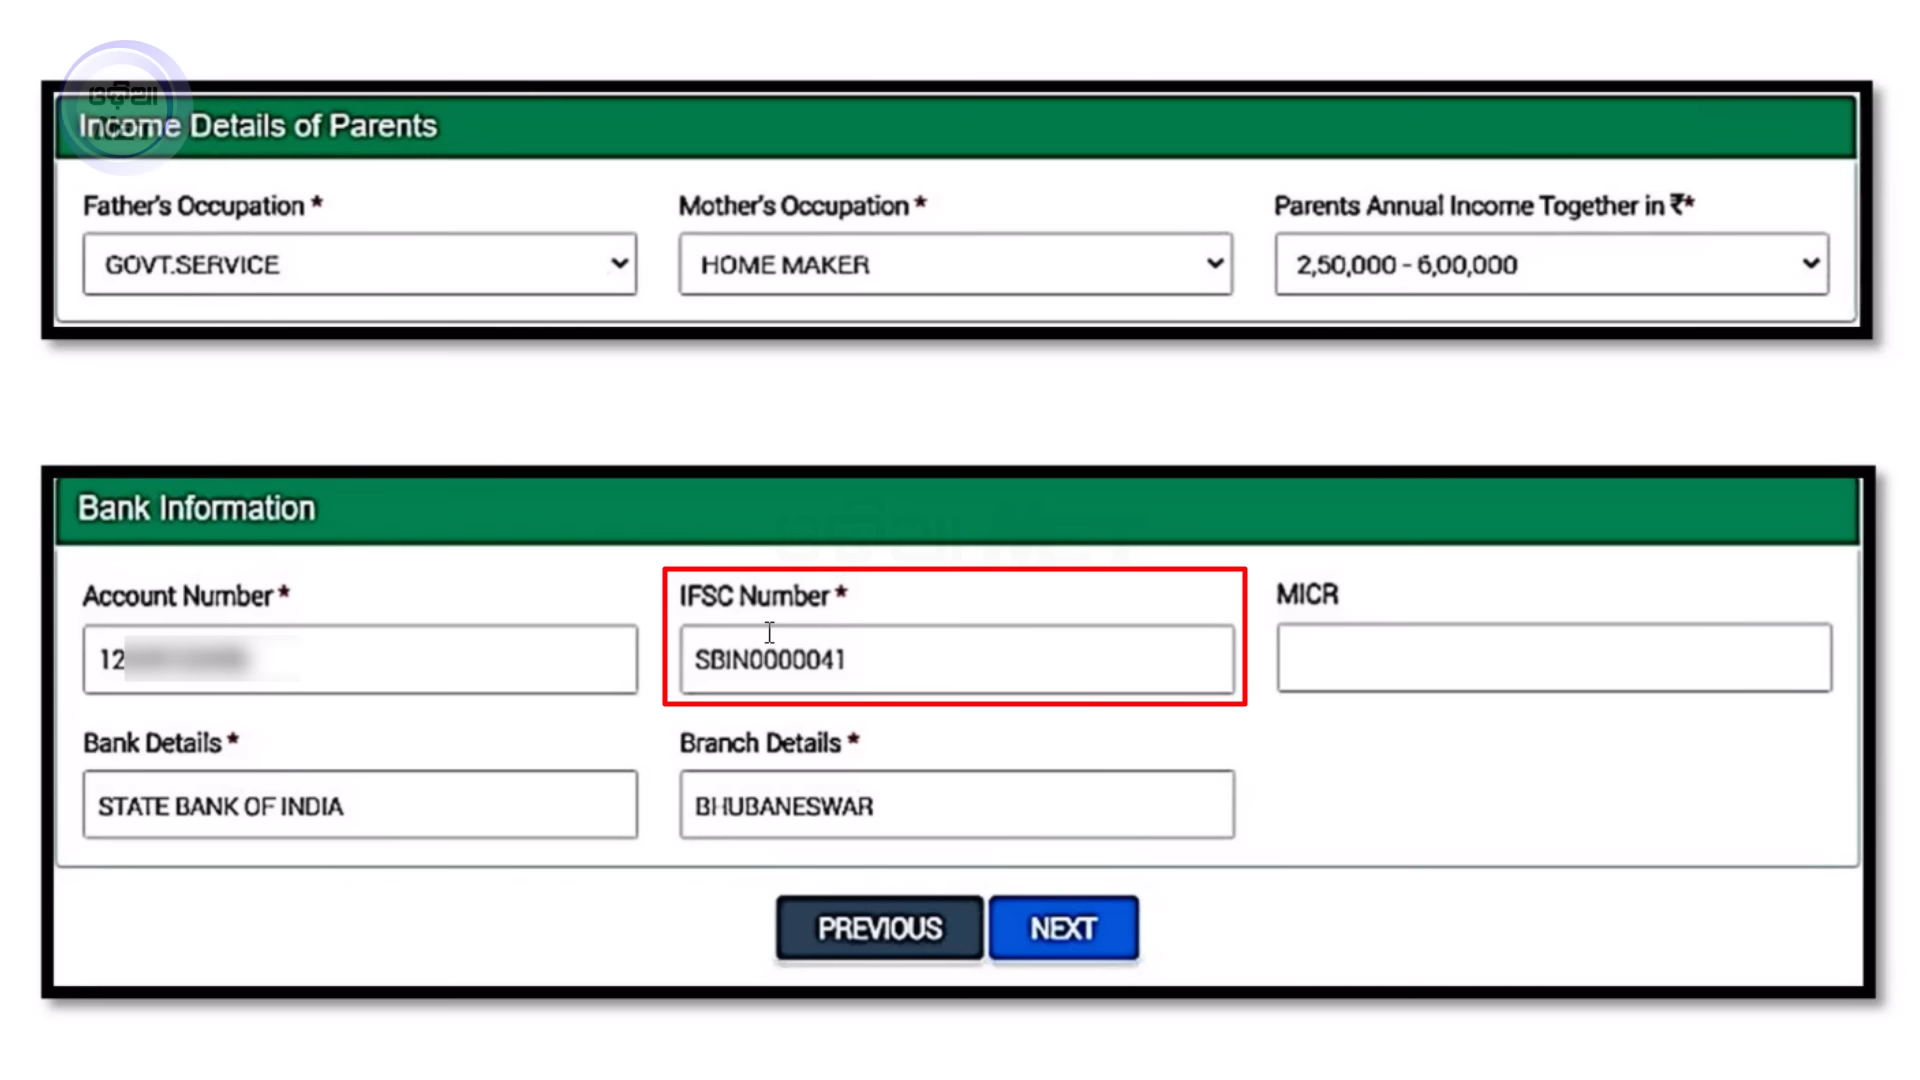 ଓଡ଼ିଆ
Income Details of Parents
Father's Occupation * Mother's Occupation * Parents Annual Income Together in ₹*
GOVT.SERVICE HOME MAKER 2,50,000 - 6,00,000
Bank Information
Account Number * IFSC Number * MICR
12 SBIN0000041
Bank Details * Branch Details *
STATE BANK OF INDIA BHUBANESWAR
PREVIOUS NEXT